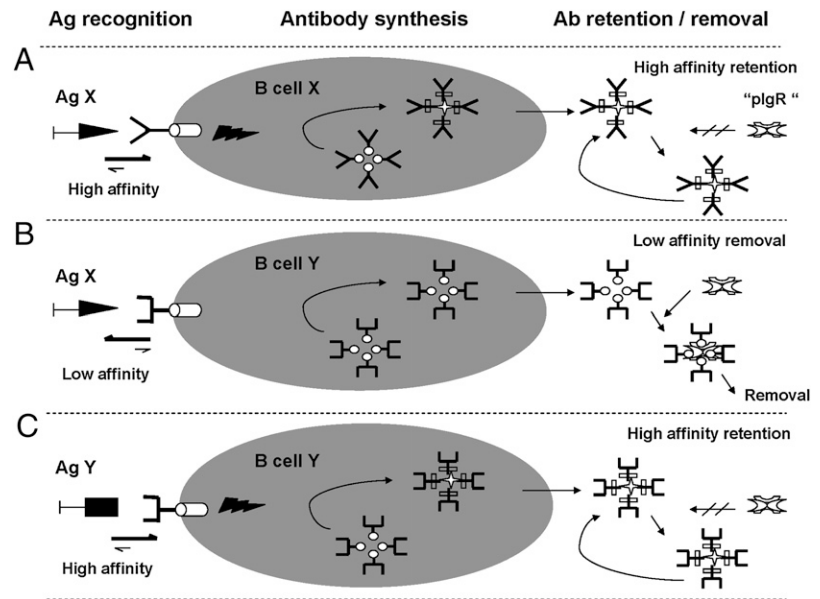 Ag recognition Antibody synthesis Ab retention / removal
A
High affinity retention
Ag X
B cell X
“pIgR “
High affinity
B
Low affinity removal
Ag X
B cell Y
Low affinity
Removal
C
High affinity retention
Ag Y
B cell Y
High affinity